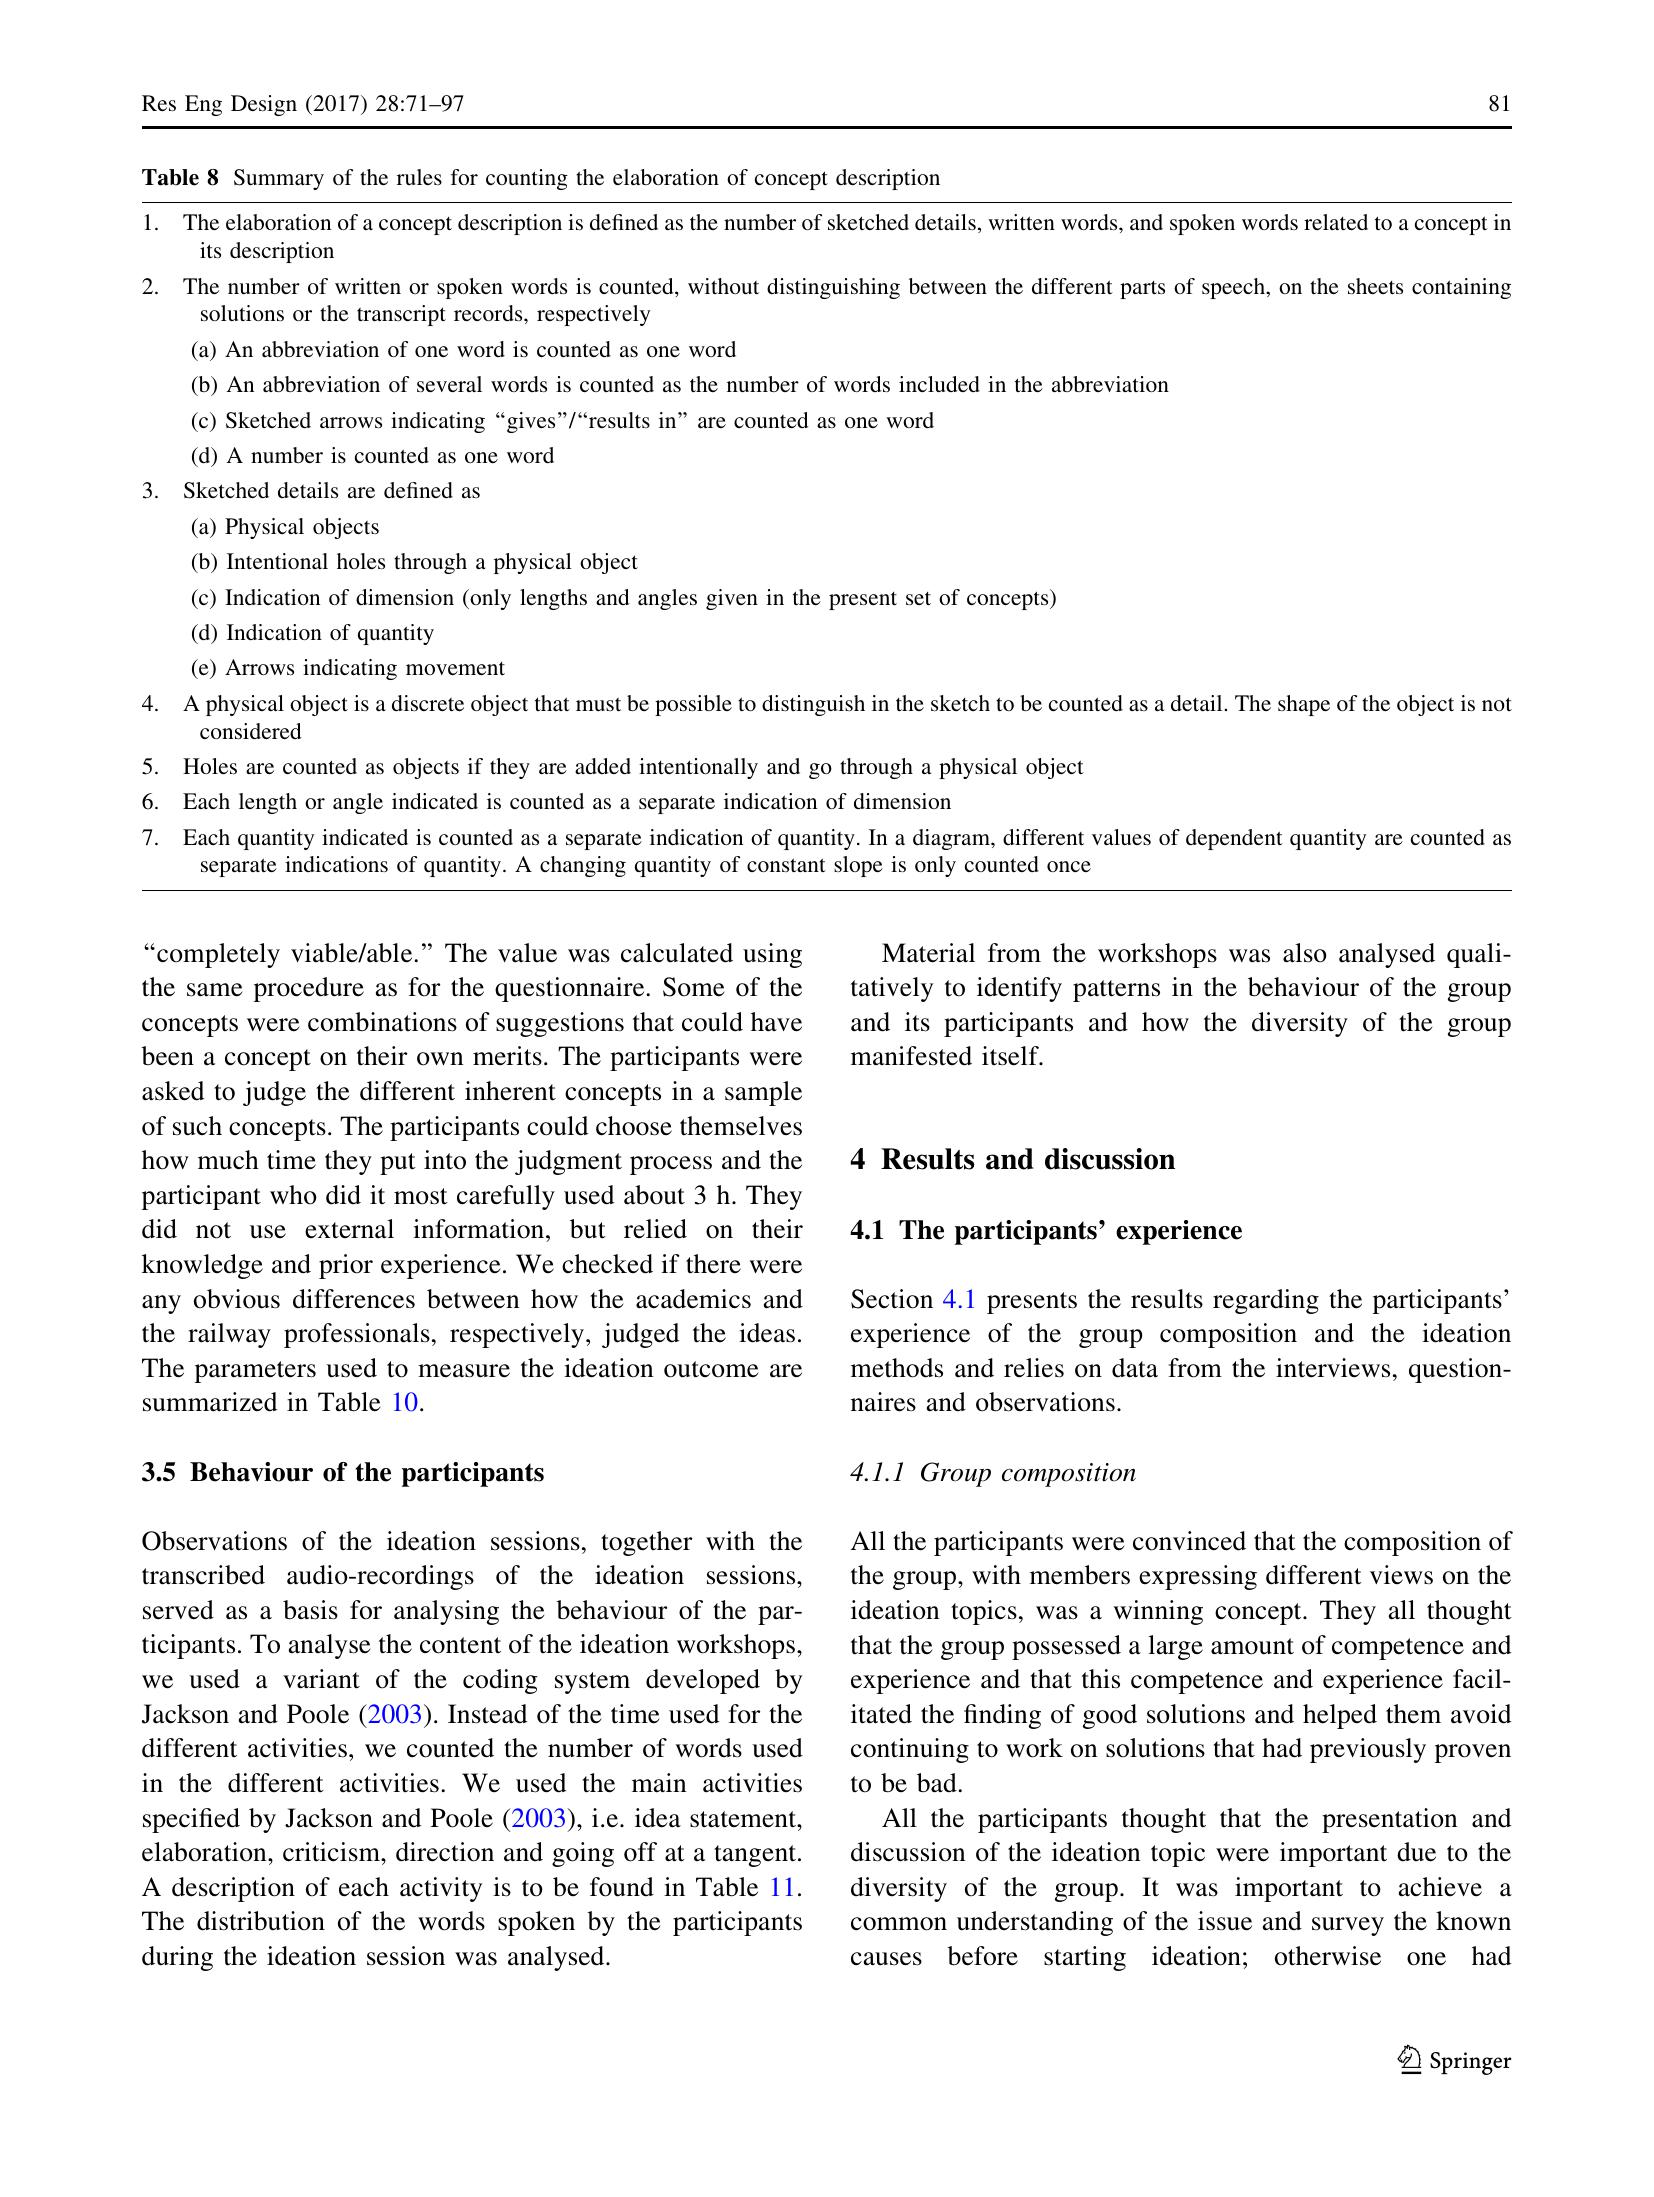 Res Eng Design (2017) 28:71–97
81
Table 8 Summary of the rules for counting the elaboration of concept description
1. The elaboration of a concept description is defined as the number of sketched details, written words, and spoken words related to a concept in
its description
2. The number of written or spoken words is counted, without distinguishing between the different parts of speech, on the sheets containing
solutions or the transcript records, respectively
(a) An abbreviation of one word is counted as one word
(b) An abbreviation of several words is counted as the number of words included in the abbreviation
(c) Sketched arrows indicating “gives”/“results in” are counted as one word
(d) A number is counted as one word
3. Sketched details are defined as
(a) Physical objects
(b) Intentional holes through a physical object
(c) Indication of dimension (only lengths and angles given in the present set of concepts)
(d) Indication of quantity
(e) Arrows indicating movement
4. A physical object is a discrete object that must be possible to distinguish in the sketch to be counted as a detail. The shape of the object is not
considered
5. Holes are counted as objects if they are added intentionally and go through a physical object
6. Each length or angle indicated is counted as a separate indication of dimension
7. Each quantity indicated is counted as a separate indication of quantity. In a diagram, different values of dependent quantity are counted as
separate indications of quantity. A changing quantity of constant slope is only counted once
“completely viable/able.” The value was calculated using
the same procedure as for the questionnaire. Some of the
concepts were combinations of suggestions that could have
been a concept on their own merits. The participants were
asked to judge the different inherent concepts in a sample
of such concepts. The participants could choose themselves
how much time they put into the judgment process and the
participant who did it most carefully used about 3 h. They
did not use external information, but relied on their
knowledge and prior experience. We checked if there were
any obvious differences between how the academics and
the railway professionals, respectively, judged the ideas.
The parameters used to measure the ideation outcome are
summarized in Table 10.
3.5 Behaviour of the participants
Observations of the ideation sessions, together with the
transcribed audio-recordings of the ideation sessions,
served as a basis for analysing the behaviour of the par-
ticipants. To analyse the content of the ideation workshops,
we used a variant of the coding system developed by
Jackson and Poole (2003). Instead of the time used for the
different activities, we counted the number of words used
in the different activities. We used the main activities
specified by Jackson and Poole (2003), i.e. idea statement,
elaboration, criticism, direction and going off at a tangent.
A description of each activity is to be found in Table 11.
The distribution of the words spoken by the participants
during the ideation session was analysed.
Material from the workshops was also analysed quali-
tatively to identify patterns in the behaviour of the group
and its participants and how the diversity of the group
manifested itself.
4 Results and discussion
4.1 The participants’ experience
Section 4.1 presents the results regarding the participants’
experience of the group composition and the ideation
methods and relies on data from the interviews, question-
naires and observations.
4.1.1 Group composition
All the participants were convinced that the composition of
the group, with members expressing different views on the
ideation topics, was a winning concept. They all thought
that the group possessed a large amount of competence and
experience and that this competence and experience facil-
itated the finding of good solutions and helped them avoid
continuing to work on solutions that had previously proven
to be bad.
All the participants thought that the presentation and
discussion of the ideation topic were important due to the
diversity of the group. It was important to achieve a
common understanding of the issue and survey the known
causes before starting ideation; otherwise one had
Springer